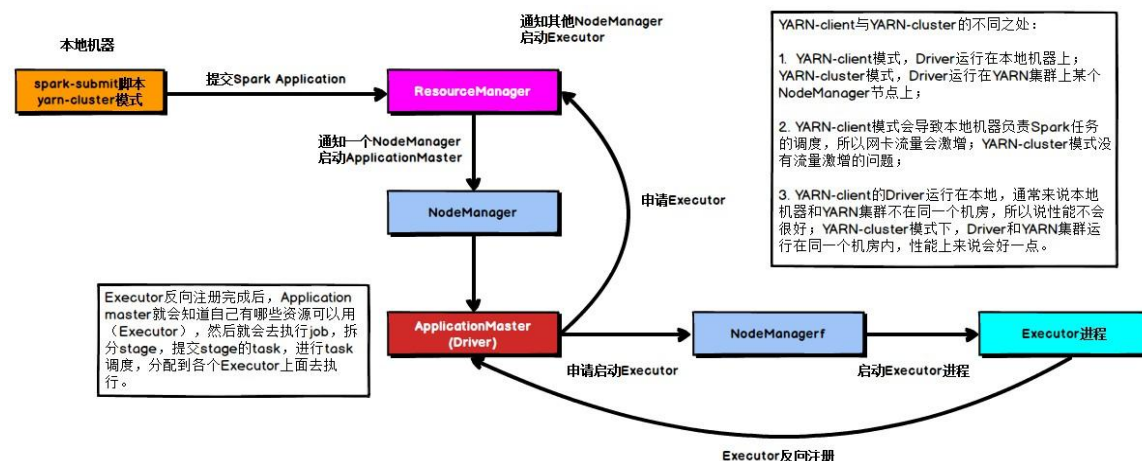 本地机器
spark-submit脚本
yarn-cluster模式
提交Spark Application
通知其他NodeManager
启动Executor
ResourceManager
通知一个NodeManager
启动ApplicationMaster
NodeManager
申请Executor
YARN-client与YARN-cluster的不同之处：
1. YARN-client模式，Driver运行在本地机器上；
YARN-cluster模式，Driver运行在YARN集群上某个
NodeManager节点上；
2. YARN-client模式会导致本地机器负责Spark任务
的调度，所以网卡流量会激增；YARN-cluster模式没
有流量激增的问题；
3. YARN-client的Driver运行在本地，通常来说本地
机器和YARN集群不在同一个机房，所以说性能不会
很好；YARN-cluster模式下，Driver和YARN集群运
行在同一个机房内，性能上来说会好一点。
Executor反向注册完成后，Application
master就会知道自己有哪些资源可以用
（Executor），然后就会去执行job，拆
分stage，提交stage的task，进行task
调度，分配到各个Executor上面去执
行。
ApplicationMaster
(Driver)
申请启动Executor
NodeManagerf
启动Executor进程
Executor进程
Executor反向注册